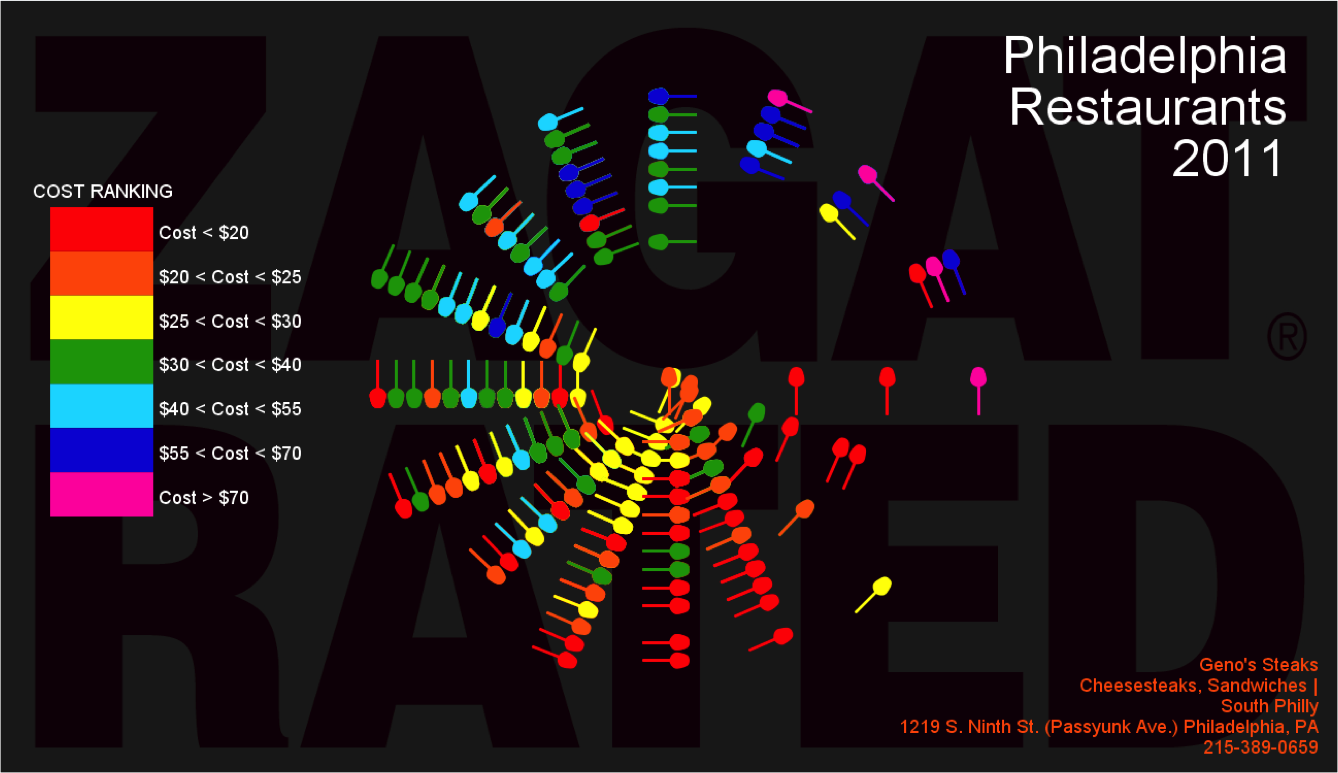 ZAGAT
RATED
®
Philadelphia
Restaurants
2011
COST RANKING
Cost < $20
$20 < Cost < $25
$25 < Cost < $30
$30 < Cost < $40
$40 < Cost < $55
$55 < Cost < $70
Cost > $70
Geno's Steaks
Cheesesteaks, Sandwiches |
South Philly
1219 S. Ninth St. (Passyunk Ave.) Philadelphia, PA
215-389-0659